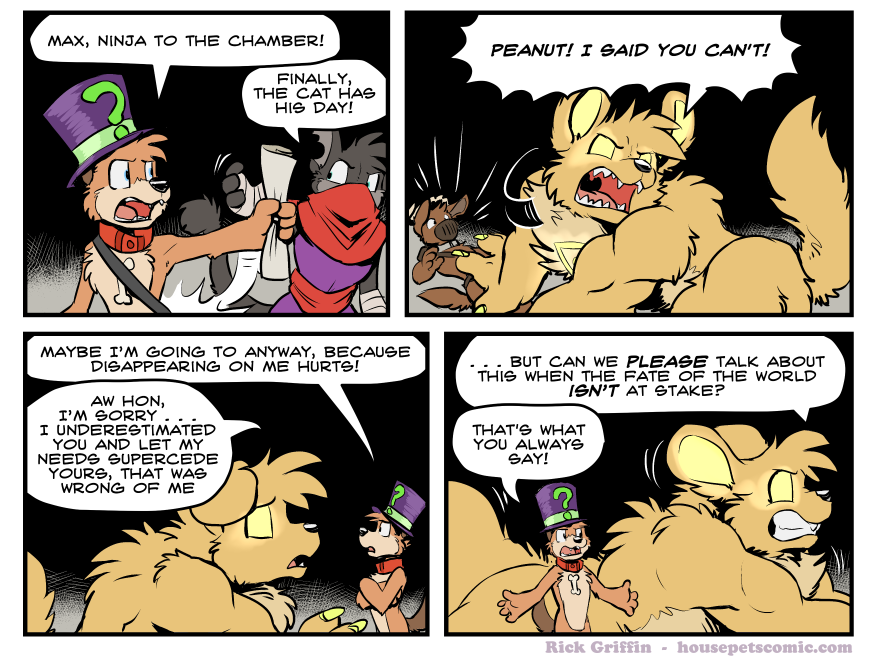 MAX, NINJA TO THE CHAMBER!
FINALLY,
THE CAT HAS
HIS DAY!
PEANUT! I SAID YOU CAN'T!
MAYBE I'M GOING TO ANYWAY, BECAUSE
DISAPPEARING ON ME HURTS!
AW HON,
I'M SORRY . . .
I UNDERESTIMATED
YOU AND LET MY
NEEDS SUPERCEDE
YOURS, THAT WAS
WRONG OF ME
. . . BUT CAN WE PLEASE TALK ABOUT
THIS WHEN THE FATE OF THE WORLD
ISN'T AT STAKE?
THAT'S WHAT
YOU ALWAYS
SAY!
Rick Griffin - housepetscomic.com